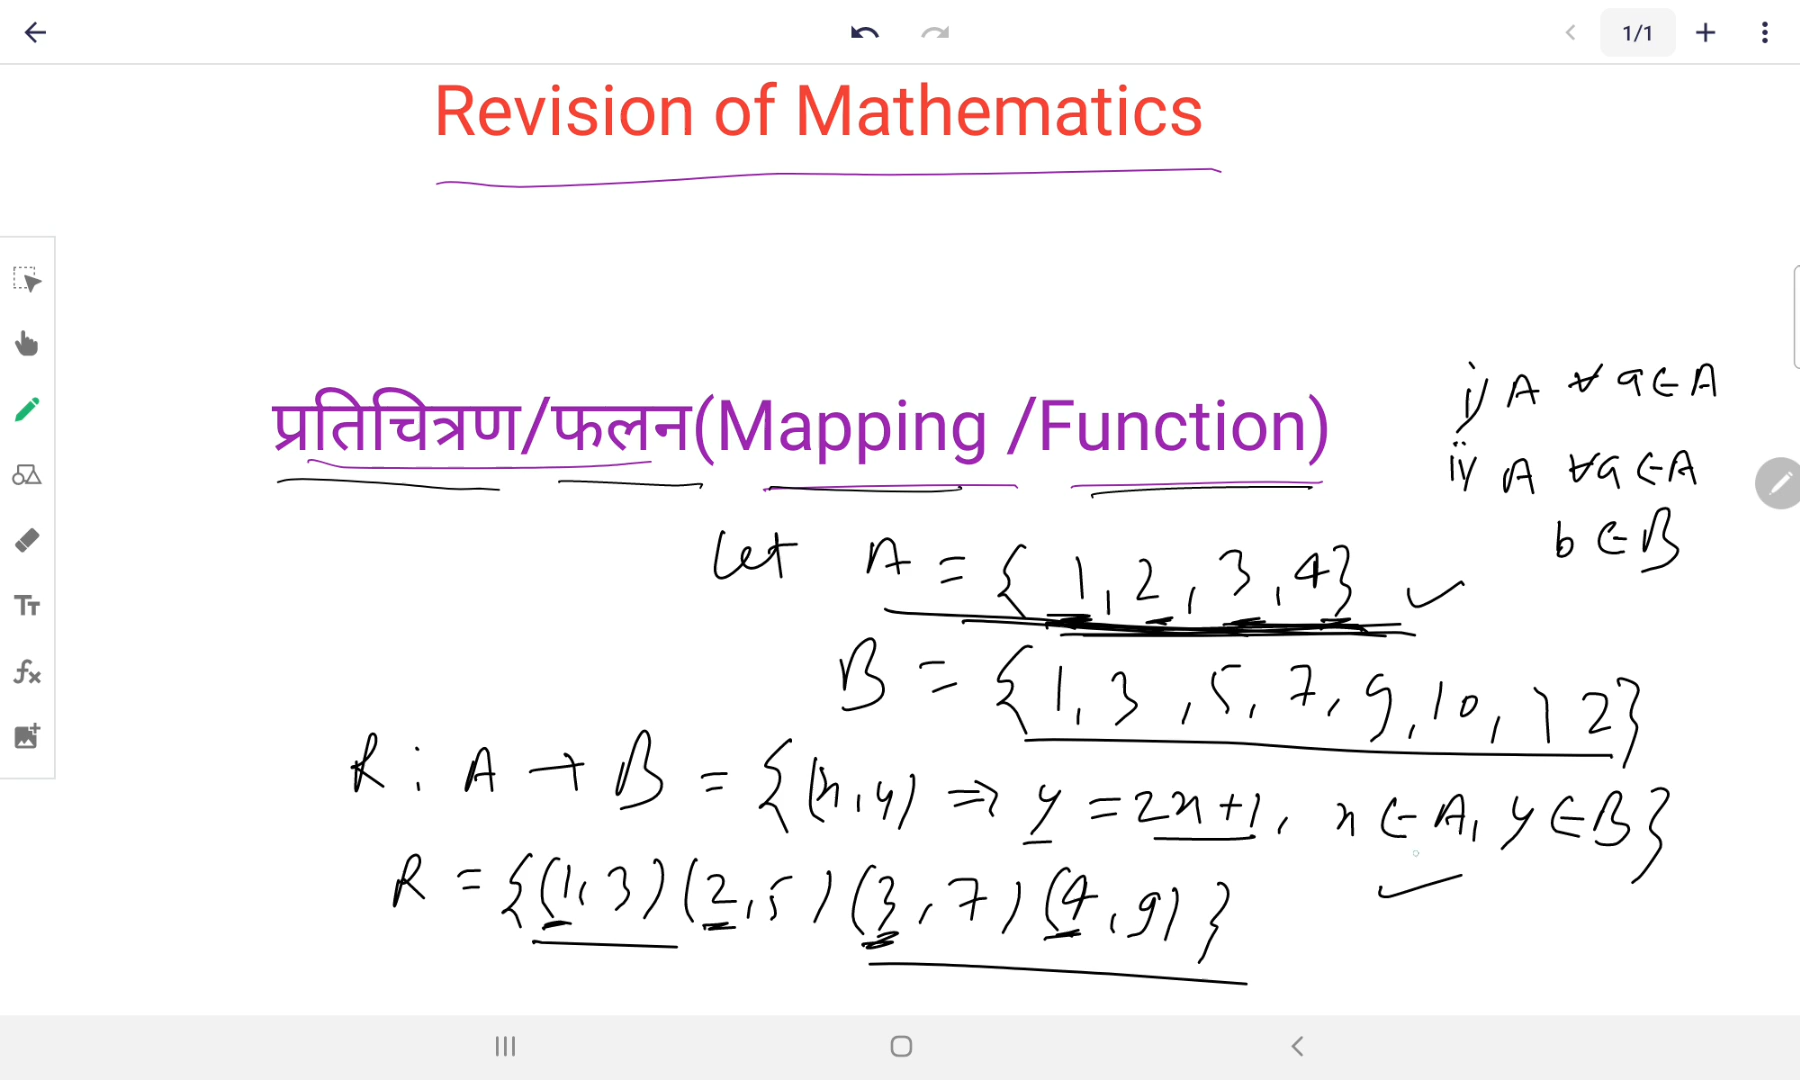 1/1
Revision of Mathematics
प्रतिचित्रण/फलन(Mapping /Function)
i) A ∀ a ∈ A
ii) A ∀ a ∈ A
b ∈ B
Let A = { 1, 2, 3, 4}
B = { 1, 3, 5, 7, 9, 10, 12}
R : A → B = { (x, y) ⇒ y = 2x+1, x ∈ A, y ∈ B}
R = { (1, 3) (2, 5) (3, 7) (4, 9) }